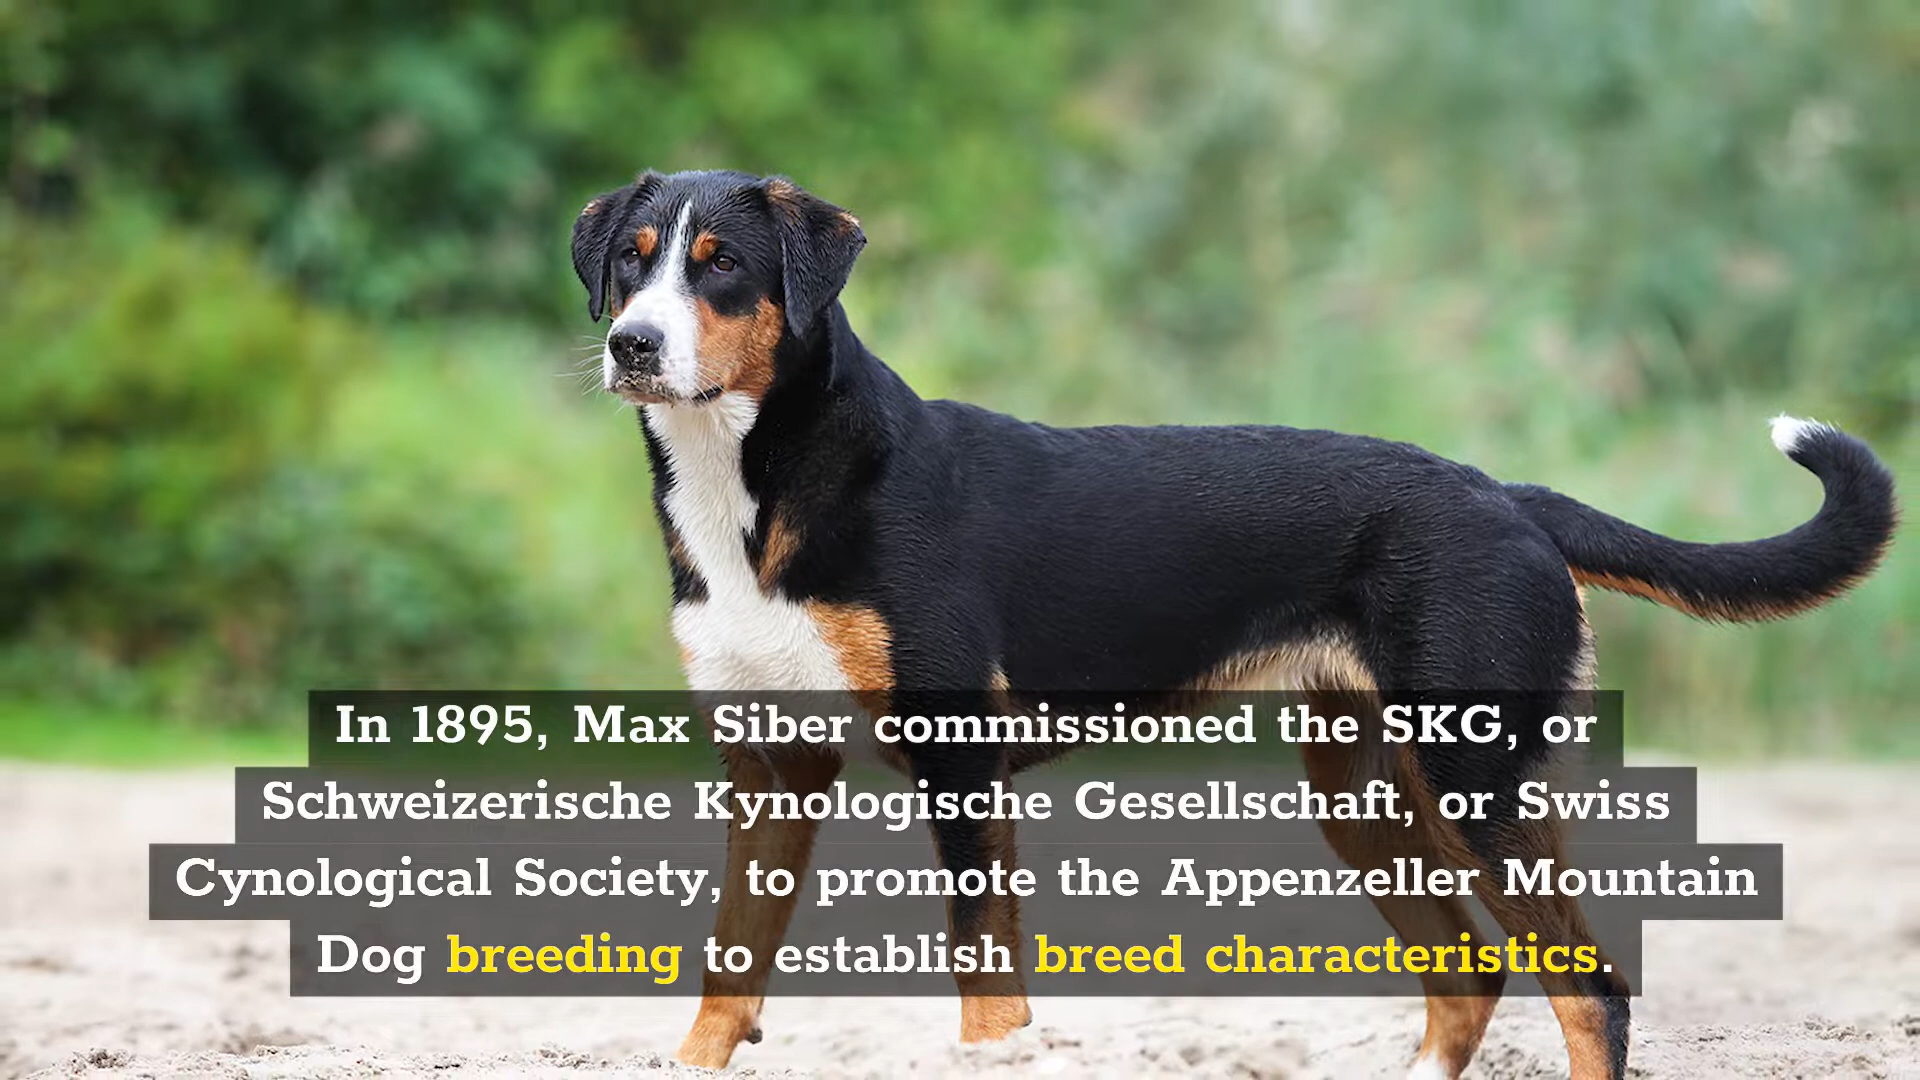 In 1895, Max Siber commissioned the SKG, or
Schweizerische Kynologische Gesellschaft, or Swiss
Cynological Society, to promote the Appenzeller Mountain
Dog breeding to establish breed characteristics.